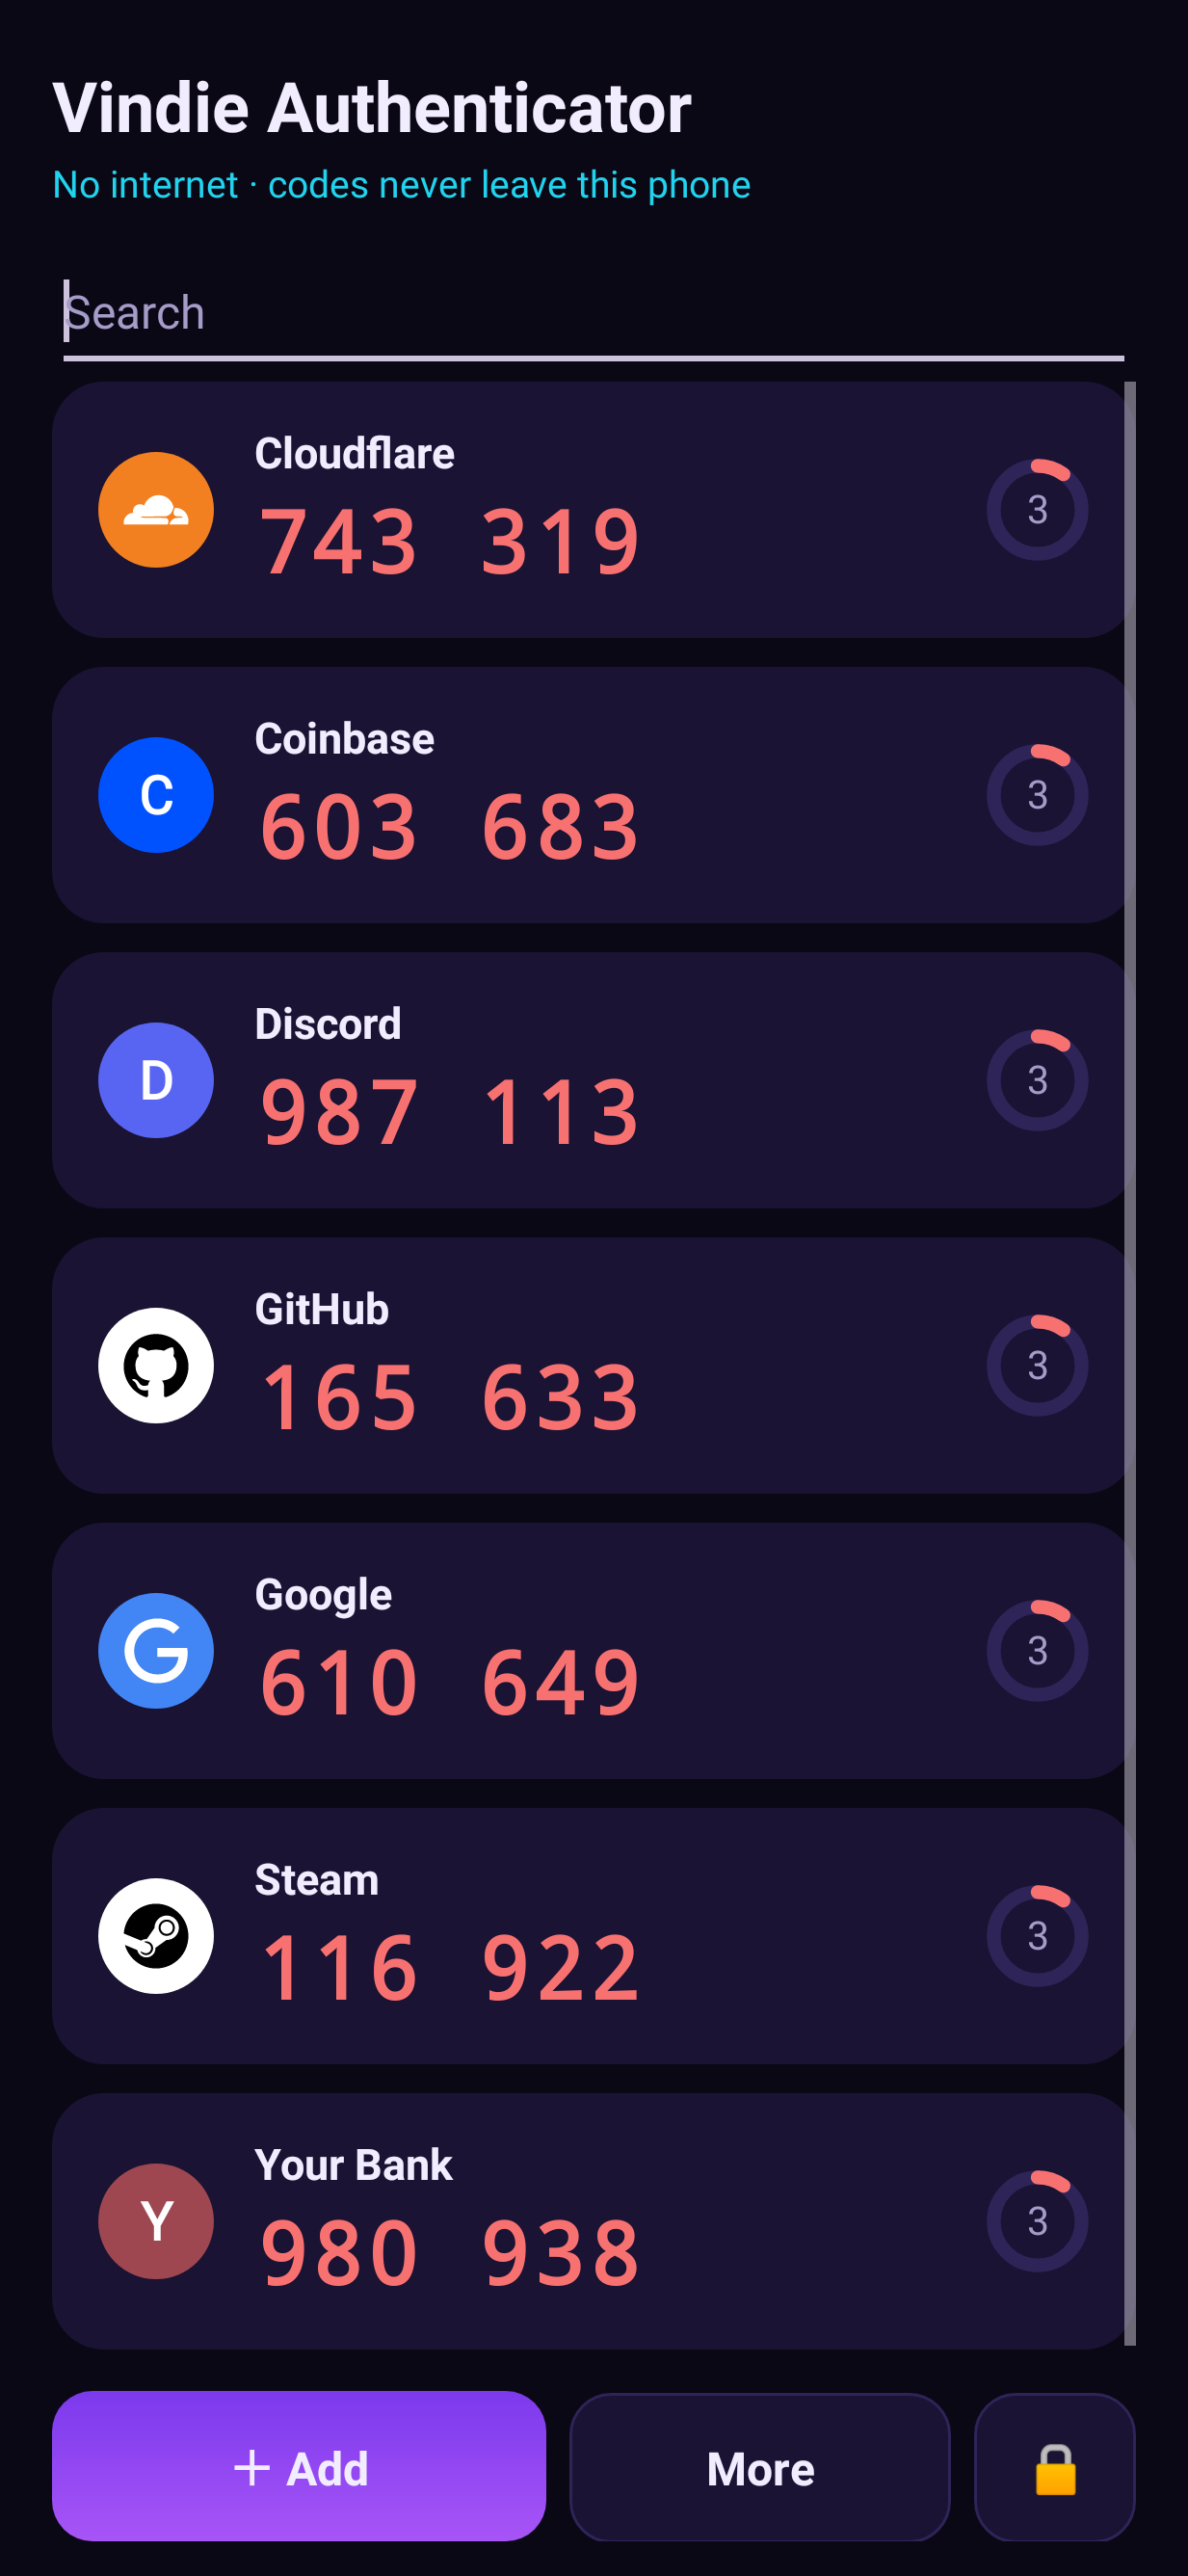 Vindie Authenticator
No internet · codes never leave this phone
Search
Cloudflare
743 319
3
C
Coinbase
603 683
3
D
Discord
987 113
3
GitHub
165 633
3
G
Google
610 649
3
Steam
116 922
3
Y
Your Bank
980 938
3
+ Add
More